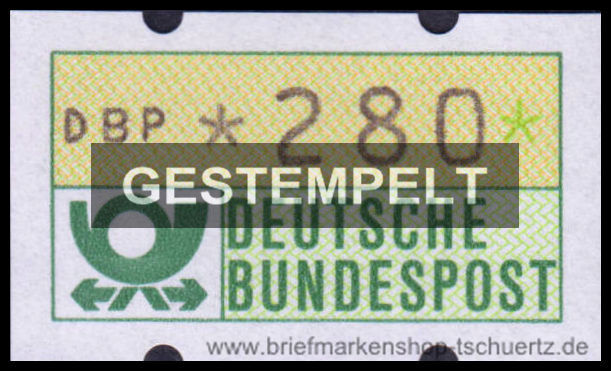 DBP *280*
GESTEMPELT
DEUTSCHE
BUNDESPOST
www.briefmarkenshop-tschuertz.de